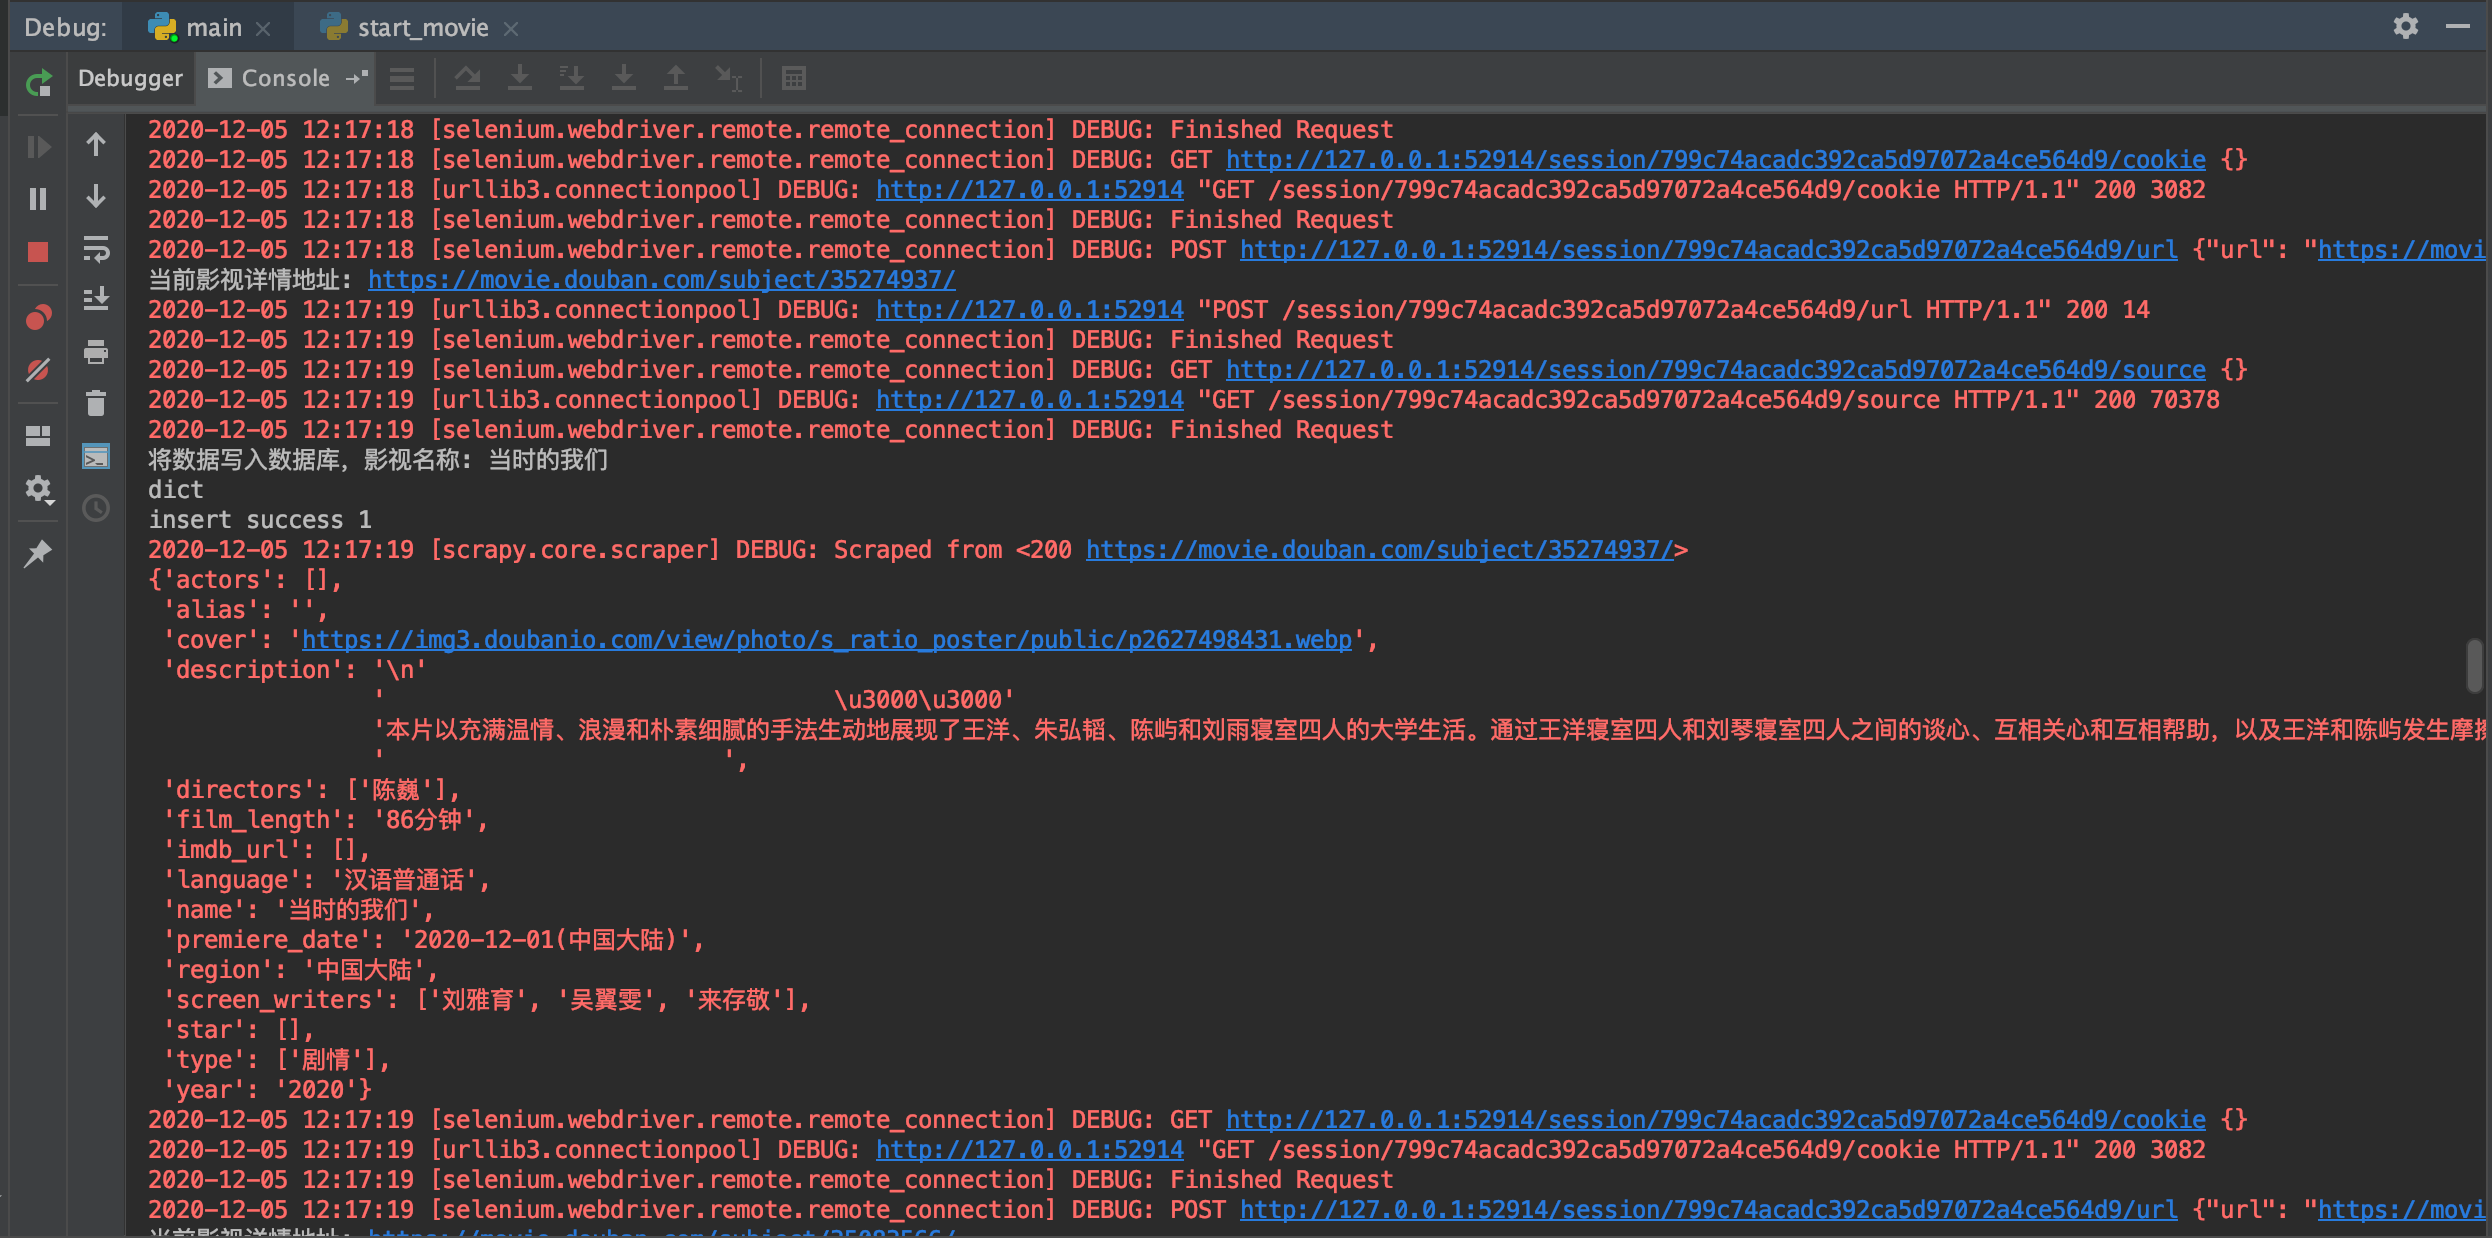 Debug: main start_movie
Debugger Console
2020-12-05 12:17:18 [selenium.webdriver.remote.remote_connection] DEBUG: Finished Request
2020-12-05 12:17:18 [selenium.webdriver.remote.remote_connection] DEBUG: GET http://127.0.0.1:52914/session/799c74acadc392ca5d97072a4ce564d9/cookie {}
2020-12-05 12:17:18 [urllib3.connectionpool] DEBUG: http://127.0.0.1:52914 "GET /session/799c74acadc392ca5d97072a4ce564d9/cookie HTTP/1.1" 200 3082
2020-12-05 12:17:18 [selenium.webdriver.remote.remote_connection] DEBUG: Finished Request
2020-12-05 12:17:18 [selenium.webdriver.remote.remote_connection] DEBUG: POST http://127.0.0.1:52914/session/799c74acadc392ca5d97072a4ce564d9/url {"url": "https://movi
当前影视详情地址: https://movie.douban.com/subject/35274937/
2020-12-05 12:17:19 [urllib3.connectionpool] DEBUG: http://127.0.0.1:52914 "POST /session/799c74acadc392ca5d97072a4ce564d9/url HTTP/1.1" 200 14
2020-12-05 12:17:19 [selenium.webdriver.remote.remote_connection] DEBUG: Finished Request
2020-12-05 12:17:19 [selenium.webdriver.remote.remote_connection] DEBUG: GET http://127.0.0.1:52914/session/799c74acadc392ca5d97072a4ce564d9/source {}
2020-12-05 12:17:19 [urllib3.connectionpool] DEBUG: http://127.0.0.1:52914 "GET /session/799c74acadc392ca5d97072a4ce564d9/source HTTP/1.1" 200 70378
2020-12-05 12:17:19 [selenium.webdriver.remote.remote_connection] DEBUG: Finished Request
将数据写入数据库，影视名称: 当时的我们
dict
insert success 1
2020-12-05 12:17:19 [scrapy.core.scraper] DEBUG: Scraped from <200 https://movie.douban.com/subject/35274937/>
{'actors': [],
'alias': '',
'cover': 'https://img3.doubanio.com/view/photo/s_ratio_poster/public/p2627498431.webp',
'description': '\n'
' \u3000\u3000'
'本片以充满温情、浪漫和朴素细腻的手法生动地展现了王洋、朱弘韬、陈屿和刘雨寝室四人的大学生活。通过王洋寝室四人和刘琴寝室四人之间的谈心、互相关心和互相帮助，以及王洋和陈屿发生摩擦
' ',
'directors': ['陈巍'],
'film_length': '86分钟',
'imdb_url': [],
'language': '汉语普通话',
'name': '当时的我们',
'premiere_date': '2020-12-01(中国大陆)',
'region': '中国大陆',
'screen_writers': ['刘雅育', '吴翼雯', '来存敬'],
'star': [],
'type': ['剧情'],
'year': '2020'}
2020-12-05 12:17:19 [selenium.webdriver.remote.remote_connection] DEBUG: GET http://127.0.0.1:52914/session/799c74acadc392ca5d97072a4ce564d9/cookie {}
2020-12-05 12:17:19 [urllib3.connectionpool] DEBUG: http://127.0.0.1:52914 "GET /session/799c74acadc392ca5d97072a4ce564d9/cookie HTTP/1.1" 200 3082
2020-12-05 12:17:19 [selenium.webdriver.remote.remote_connection] DEBUG: Finished Request
2020-12-05 12:17:19 [selenium.webdriver.remote.remote_connection] DEBUG: POST http://127.0.0.1:52914/session/799c74acadc392ca5d97072a4ce564d9/url {"url": "https://movi
当前影视详情地址: